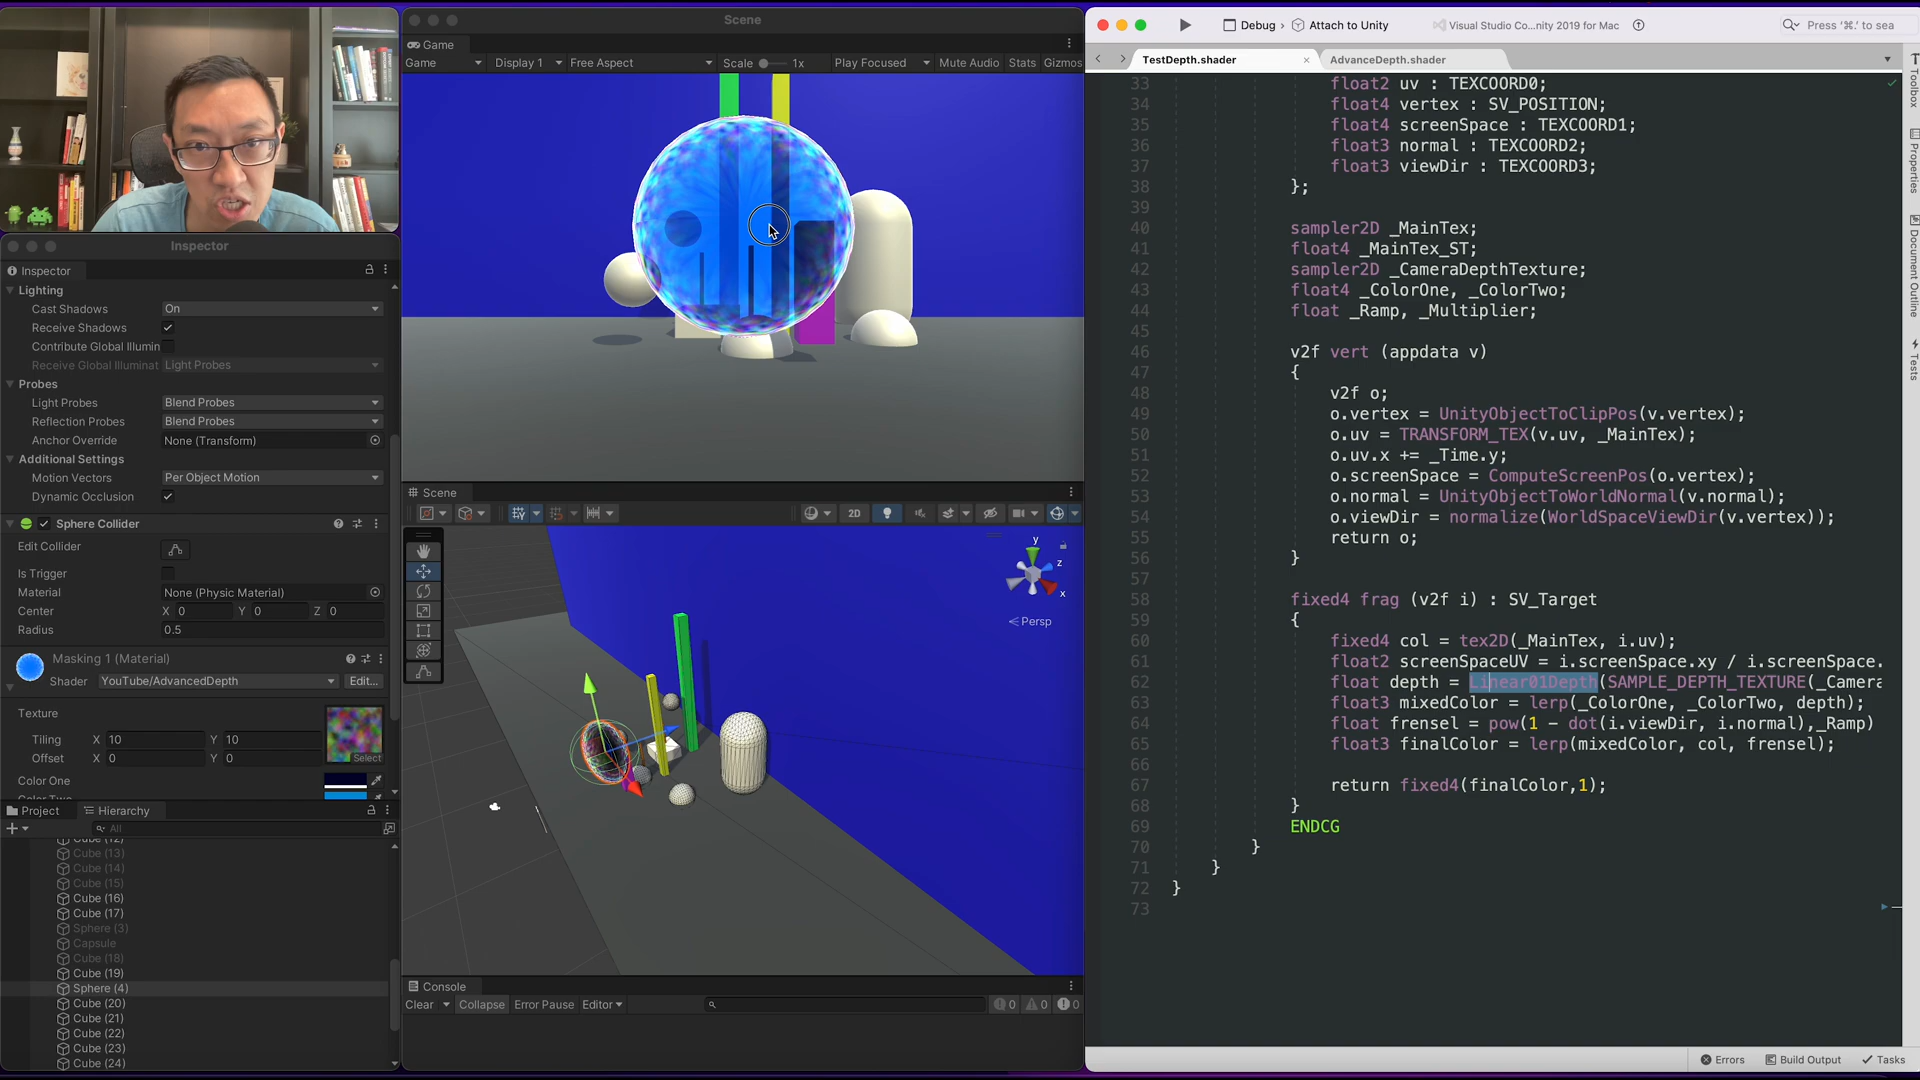 Scene
Game
Game
Display 1
Free Aspect
Scale
1x
Play Focused
Mute Audio
Stats
Gizmos
Inspector
Inspector
Lighting
Cast Shadows
On
Receive Shadows
Contribute Global Illumin
Receive Global Illuminat
Light Probes
Probes
Light Probes
Blend Probes
Reflection Probes
Blend Probes
Anchor Override
None (Transform)
Additional Settings
Motion Vectors
Per Object Motion
Dynamic Occlusion
Sphere Collider
Edit Collider
Is Trigger
Material
None (Physic Material)
Center
X 0 Y 0 Z 0
Radius
0.5
Masking 1 (Material)
Shader
YouTube/AdvancedDepth
Edit...
Texture
Tiling
X 10 Y 10
Offset
X 0 Y 0
Select
Color One
Color Two
Project
Hierarchy
All
Cube (12)
Cube (13)
Cube (14)
Cube (15)
Cube (16)
Cube (17)
Sphere (3)
Capsule
Cube (18)
Cube (19)
Sphere (4)
Cube (20)
Cube (21)
Cube (22)
Cube (23)
Cube (24)
Scene
2D
y
z
x
Persp
Console
Clear
Collapse
Error Pause
Editor
0
0
0
Debug › Attach to Unity
Visual Studio Co...nity 2019 for Mac
Press '⌘.' to sea
TestDepth.shader
AdvanceDepth.shader
33 float2 uv : TEXCOORD0;
34 float4 vertex : SV_POSITION;
35 float4 screenSpace : TEXCOORD1;
36 float3 normal : TEXCOORD2;
37 float3 viewDir : TEXCOORD3;
38 };
39
40 sampler2D _MainTex;
41 float4 _MainTex_ST;
42 sampler2D _CameraDepthTexture;
43 float4 _ColorOne, _ColorTwo;
44 float _Ramp, _Multiplier;
45
46 v2f vert (appdata v)
47 {
48 v2f o;
49 o.vertex = UnityObjectToClipPos(v.vertex);
50 o.uv = TRANSFORM_TEX(v.uv, _MainTex);
51 o.uv.x += _Time.y;
52 o.screenSpace = ComputeScreenPos(o.vertex);
53 o.normal = UnityObjectToWorldNormal(v.normal);
54 o.viewDir = normalize(WorldSpaceViewDir(v.vertex));
55 return o;
56 }
57
58 fixed4 frag (v2f i) : SV_Target
59 {
60 fixed4 col = tex2D(_MainTex, i.uv);
61 float2 screenSpaceUV = i.screenSpace.xy / i.screenSpace.
62 float depth = Linear01Depth(SAMPLE_DEPTH_TEXTURE(_Camera
63 float3 mixedColor = lerp(_ColorOne, _ColorTwo, depth);
64 float frensel = pow(1 - dot(i.viewDir, i.normal),_Ramp)
65 float3 finalColor = lerp(mixedColor, col, frensel);
66
67 return fixed4(finalColor,1);
68 }
69 ENDCG
70 }
71 }
72 }
73
Toolbox
Properties
Document Outline
Tests
Errors
Build Output
Tasks